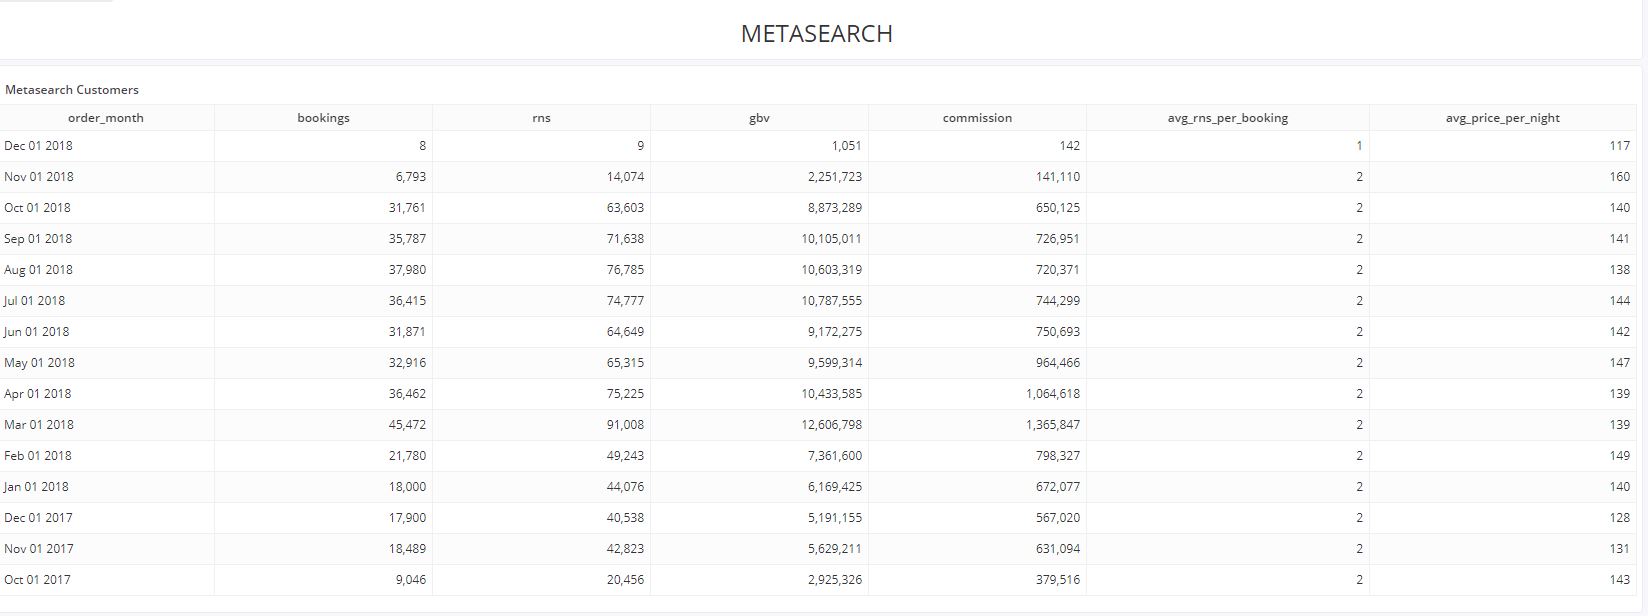 METASEARCH
Metasearch Customers
order_month bookings rns gbv commission avg_rns_per_booking avg_price_per_night
Dec 01 2018 8 9 1,051 142 1 117
Nov 01 2018 6,793 14,074 2,251,723 141,110 2 160
Oct 01 2018 31,761 63,603 8,873,289 650,125 2 140
Sep 01 2018 35,787 71,638 10,105,011 726,951 2 141
Aug 01 2018 37,980 76,785 10,603,319 720,371 2 138
Jul 01 2018 36,415 74,777 10,787,555 744,299 2 144
Jun 01 2018 31,871 64,649 9,172,275 750,693 2 142
May 01 2018 32,916 65,315 9,599,314 964,466 2 147
Apr 01 2018 36,462 75,225 10,433,585 1,064,618 2 139
Mar 01 2018 45,472 91,008 12,606,798 1,365,847 2 139
Feb 01 2018 21,780 49,243 7,361,600 798,327 2 149
Jan 01 2018 18,000 44,076 6,169,425 672,077 2 140
Dec 01 2017 17,900 40,538 5,191,155 567,020 2 128
Nov 01 2017 18,489 42,823 5,629,211 631,094 2 131
Oct 01 2017 9,046 20,456 2,925,326 379,516 2 143